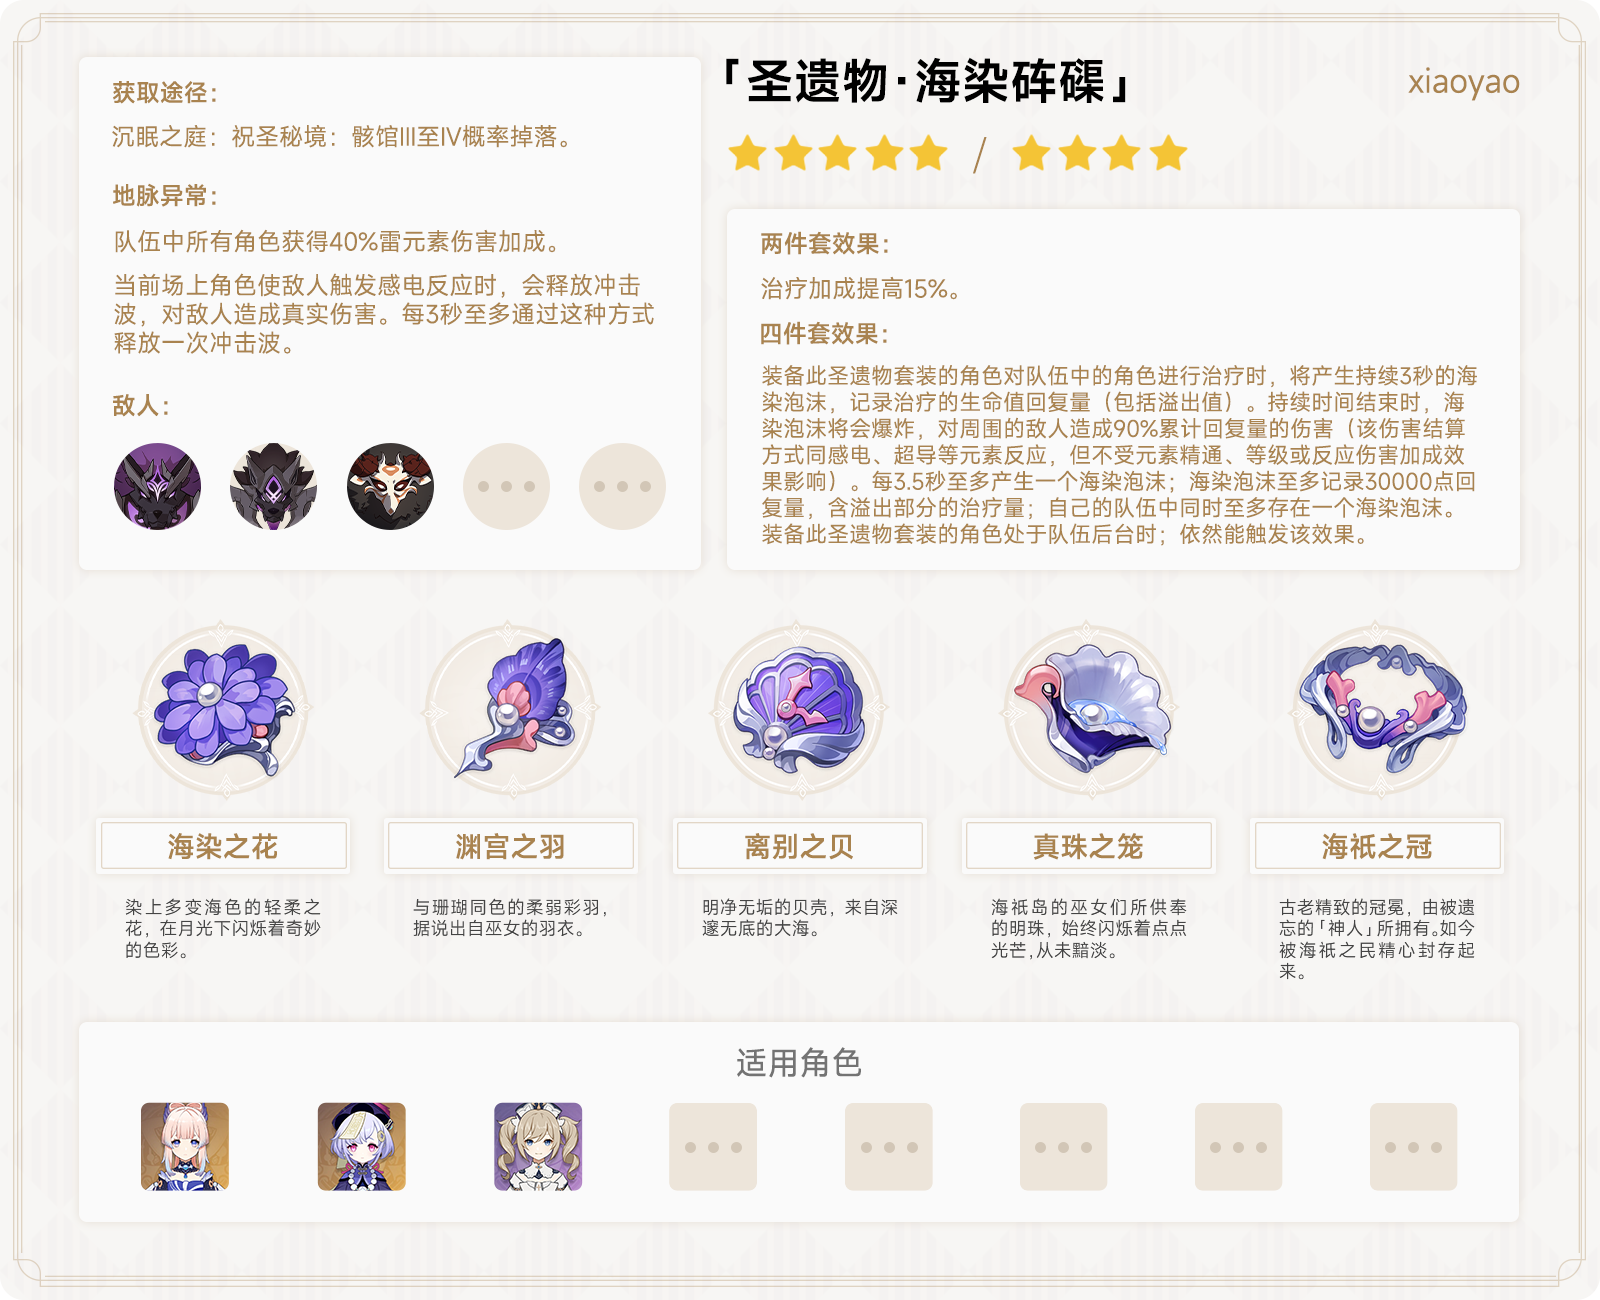 获取途径：
沉眠之庭：祝圣秘境：骸馆III至IV概率掉落。
地脉异常：
队伍中所有角色获得40%雷元素伤害加成。
当前场上角色使敌人触发感电反应时，会释放冲击
波，对敌人造成真实伤害。每3秒至多通过这种方式
释放一次冲击波。
敌人：
「圣遗物·海染砗磲」
xiaoyao
/
两件套效果：
治疗加成提高15%。
四件套效果：
装备此圣遗物套装的角色对队伍中的角色进行治疗时，将产生持续3秒的海
染泡沫，记录治疗的生命值回复量（包括溢出值）。持续时间结束时，海
染泡沫将会爆炸，对周围的敌人造成90%累计回复量的伤害（该伤害结算
方式同感电、超导等元素反应，但不受元素精通、等级或反应伤害加成效
果影响）。每3.5秒至多产生一个海染泡沫；海染泡沫至多记录30000点回
复量，含溢出部分的治疗量；自己的队伍中同时至多存在一个海染泡沫。
装备此圣遗物套装的角色处于队伍后台时；依然能触发该效果。
海染之花
染上多变海色的轻柔之
花，在月光下闪烁着奇妙
的色彩。
渊宫之羽
与珊瑚同色的柔弱彩羽，
据说出自巫女的羽衣。
离别之贝
明净无垢的贝壳，来自深
邃无底的大海。
真珠之笼
海祇岛的巫女们所供奉
的明珠，始终闪烁着点点
光芒,从未黯淡。
海祇之冠
古老精致的冠冕，由被遗
忘的「神人」所拥有。如今
被海祇之民精心封存起
来。
适用角色